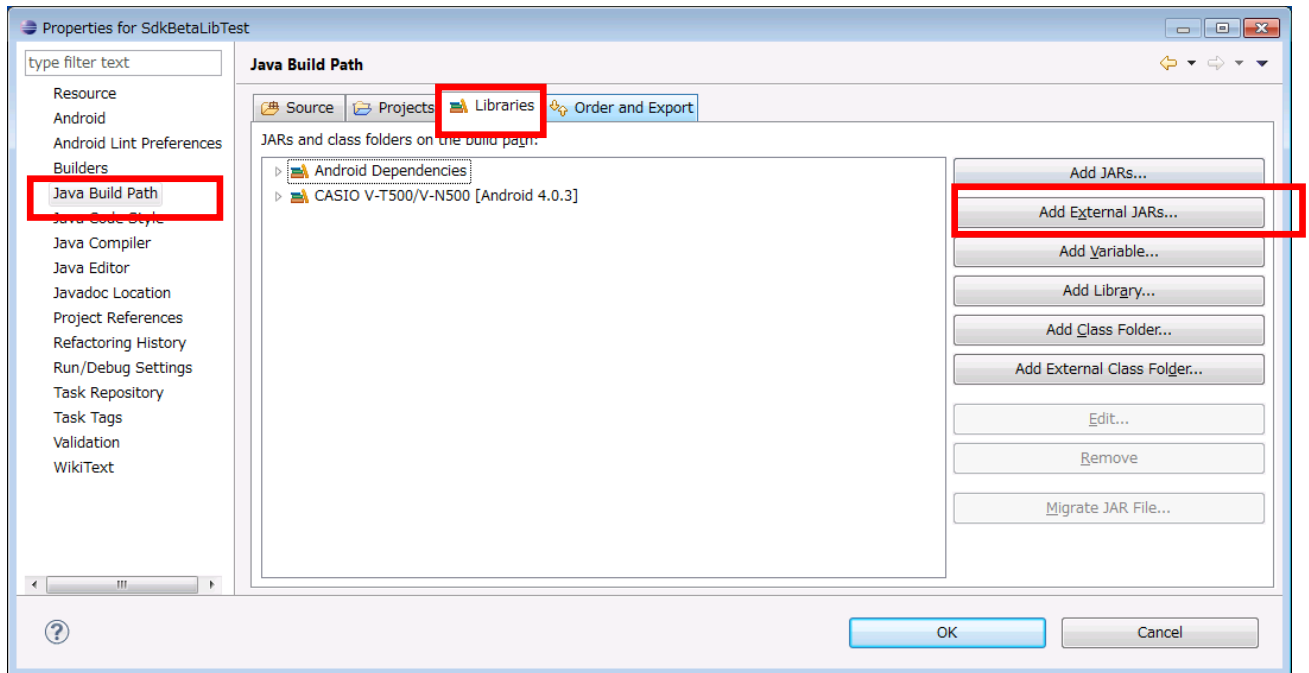 Properties for SdkBetaLibTest
type filter text
Resource
Android
Android Lint Preferences
Builders
Java Build Path
Java Code Style
Java Compiler
Java Editor
Javadoc Location
Project References
Refactoring History
Run/Debug Settings
Task Repository
Task Tags
Validation
WikiText
Java Build Path
Source Projects Libraries Order and Export
JARs and class folders on the build path:
Android Dependencies
CASIO V-T500/V-N500 [Android 4.0.3]
Add JARs...
Add External JARs...
Add Variable...
Add Library...
Add Class Folder...
Add External Class Folder...
Edit...
Remove
Migrate JAR File...
OK Cancel